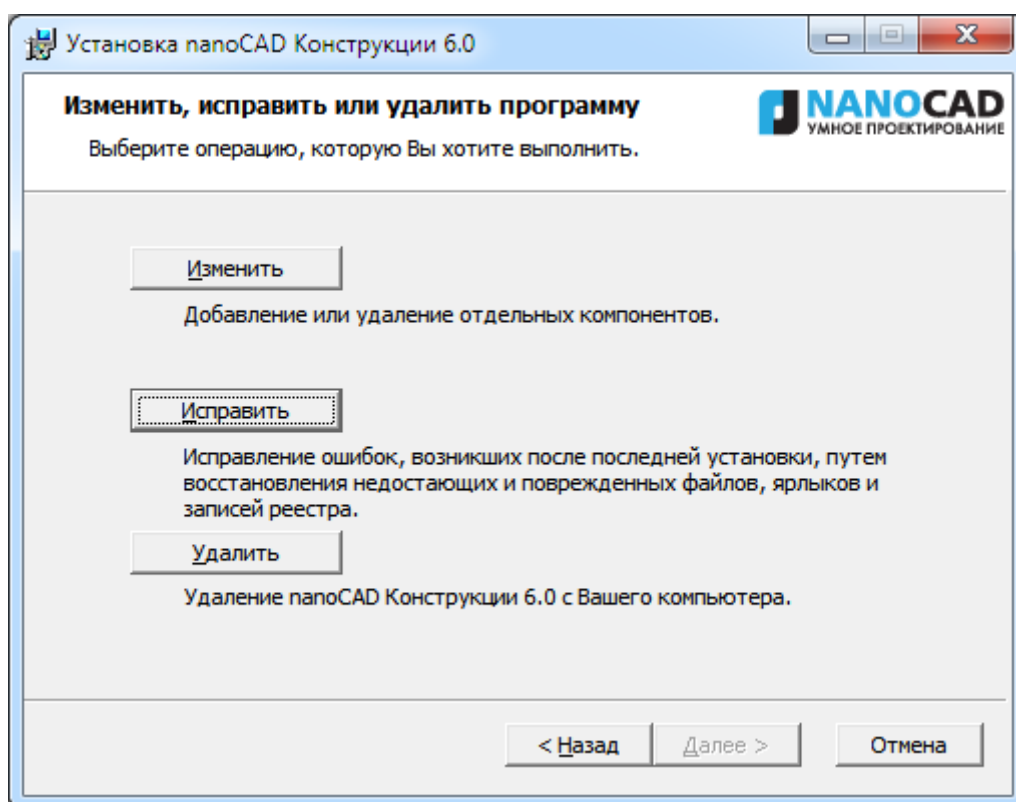 Установка nanoCAD Конструкции 6.0
Изменить, исправить или удалить программу
Выберите операцию, которую Вы хотите выполнить.
NANOCAD
УМНОЕ ПРОЕКТИРОВАНИЕ
Изменить
Добавление или удаление отдельных компонентов.
Исправить
Исправление ошибок, возникших после последней установки, путем
восстановления недостающих и поврежденных файлов, ярлыков и
записей реестра.
Удалить
Удаление nanoCAD Конструкции 6.0 с Вашего компьютера.
< Назад
Далее >
Отмена